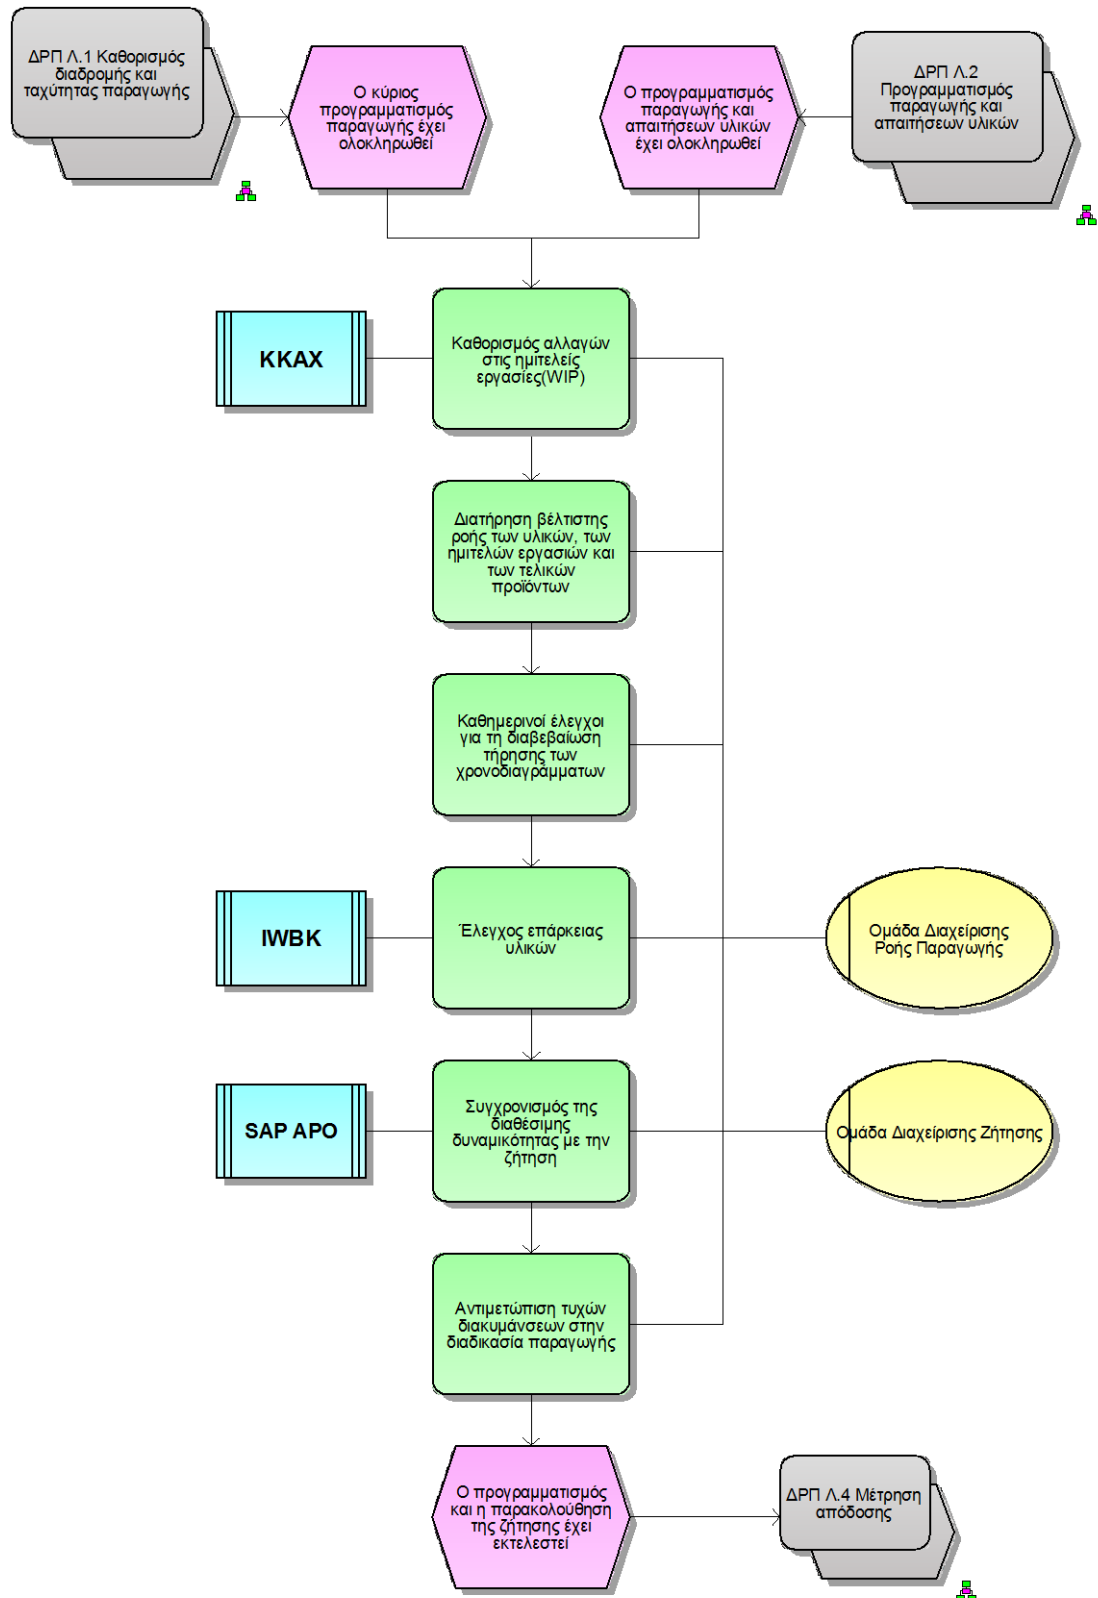 ΔΡΠ Λ.1 Καθορισμός
διαδρομής και
ταχύτητας παραγωγής
Ο κύριος
προγραμματισμός
παραγωγής έχει
ολοκληρωθεί
Ο προγραμματισμός
παραγωγής και
απαιτήσεων υλικών
έχει ολοκληρωθεί
ΔΡΠ Λ.2
Προγραμματισμός
παραγωγής και
απαιτήσεων υλικών
KKAX
Καθορισμός αλλαγών
στις ημιτελείς
εργασίες(WIP)
Διατήρηση βέλτιστης
ροής των υλικών, των
ημιτελών εργασιών και
των τελικών
προϊόντων
Καθημερινοί έλεγχοι
για τη διαβεβαίωση
τήρησης των
χρονοδιαγράμματων
IWBK
Έλεγχος επάρκειας
υλικών
Ομάδα Διαχείρισης
Ροής Παραγωγής
SAP APO
Συγχρονισμός της
διαθέσιμης
δυναμικότητας με την
ζήτηση
Ομάδα Διαχείρισης Ζήτησης
Αντιμετώπιση τυχών
διακυμάνσεων στην
διαδικασία παραγωγής
Ο προγραμματισμός
και η παρακολούθηση
της ζήτησης έχει
εκτελεστεί
ΔΡΠ Λ.4 Μέτρηση
απόδοσης